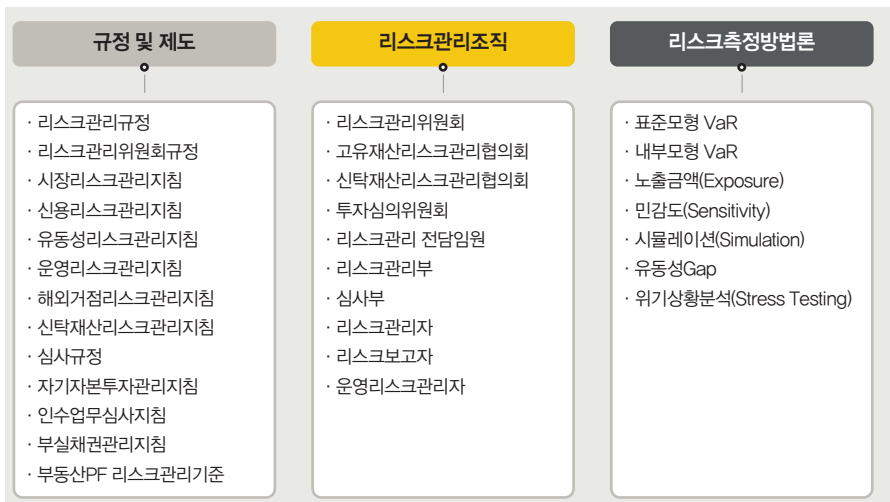 규정 및 제도
· 리스크관리규정
· 리스크관리위원회규정
· 시장리스크관리지침
· 신용리스크관리지침
· 유동성리스크관리지침
· 운영리스크관리지침
· 해외거점리스크관리지침
· 신탁재산리스크관리지침
· 심사규정
· 자기자본투자관리지침
· 인수업무심사지침
· 부실채권관리지침
· 부동산PF 리스크관리기준
리스크관리조직
· 리스크관리위원회
· 고유재산리스크관리협의회
· 신탁재산리스크관리협의회
· 투자심의위원회
· 리스크관리 전담임원
· 리스크관리부
· 심사부
· 리스크관리자
· 리스크보고자
· 운영리스크관리자
리스크측정방법론
· 표준모형 VaR
· 내부모형 VaR
· 노출금액(Exposure)
· 민감도(Sensitivity)
· 시뮬레이션(Simulation)
· 유동성Gap
· 위기상황분석(Stress Testing)